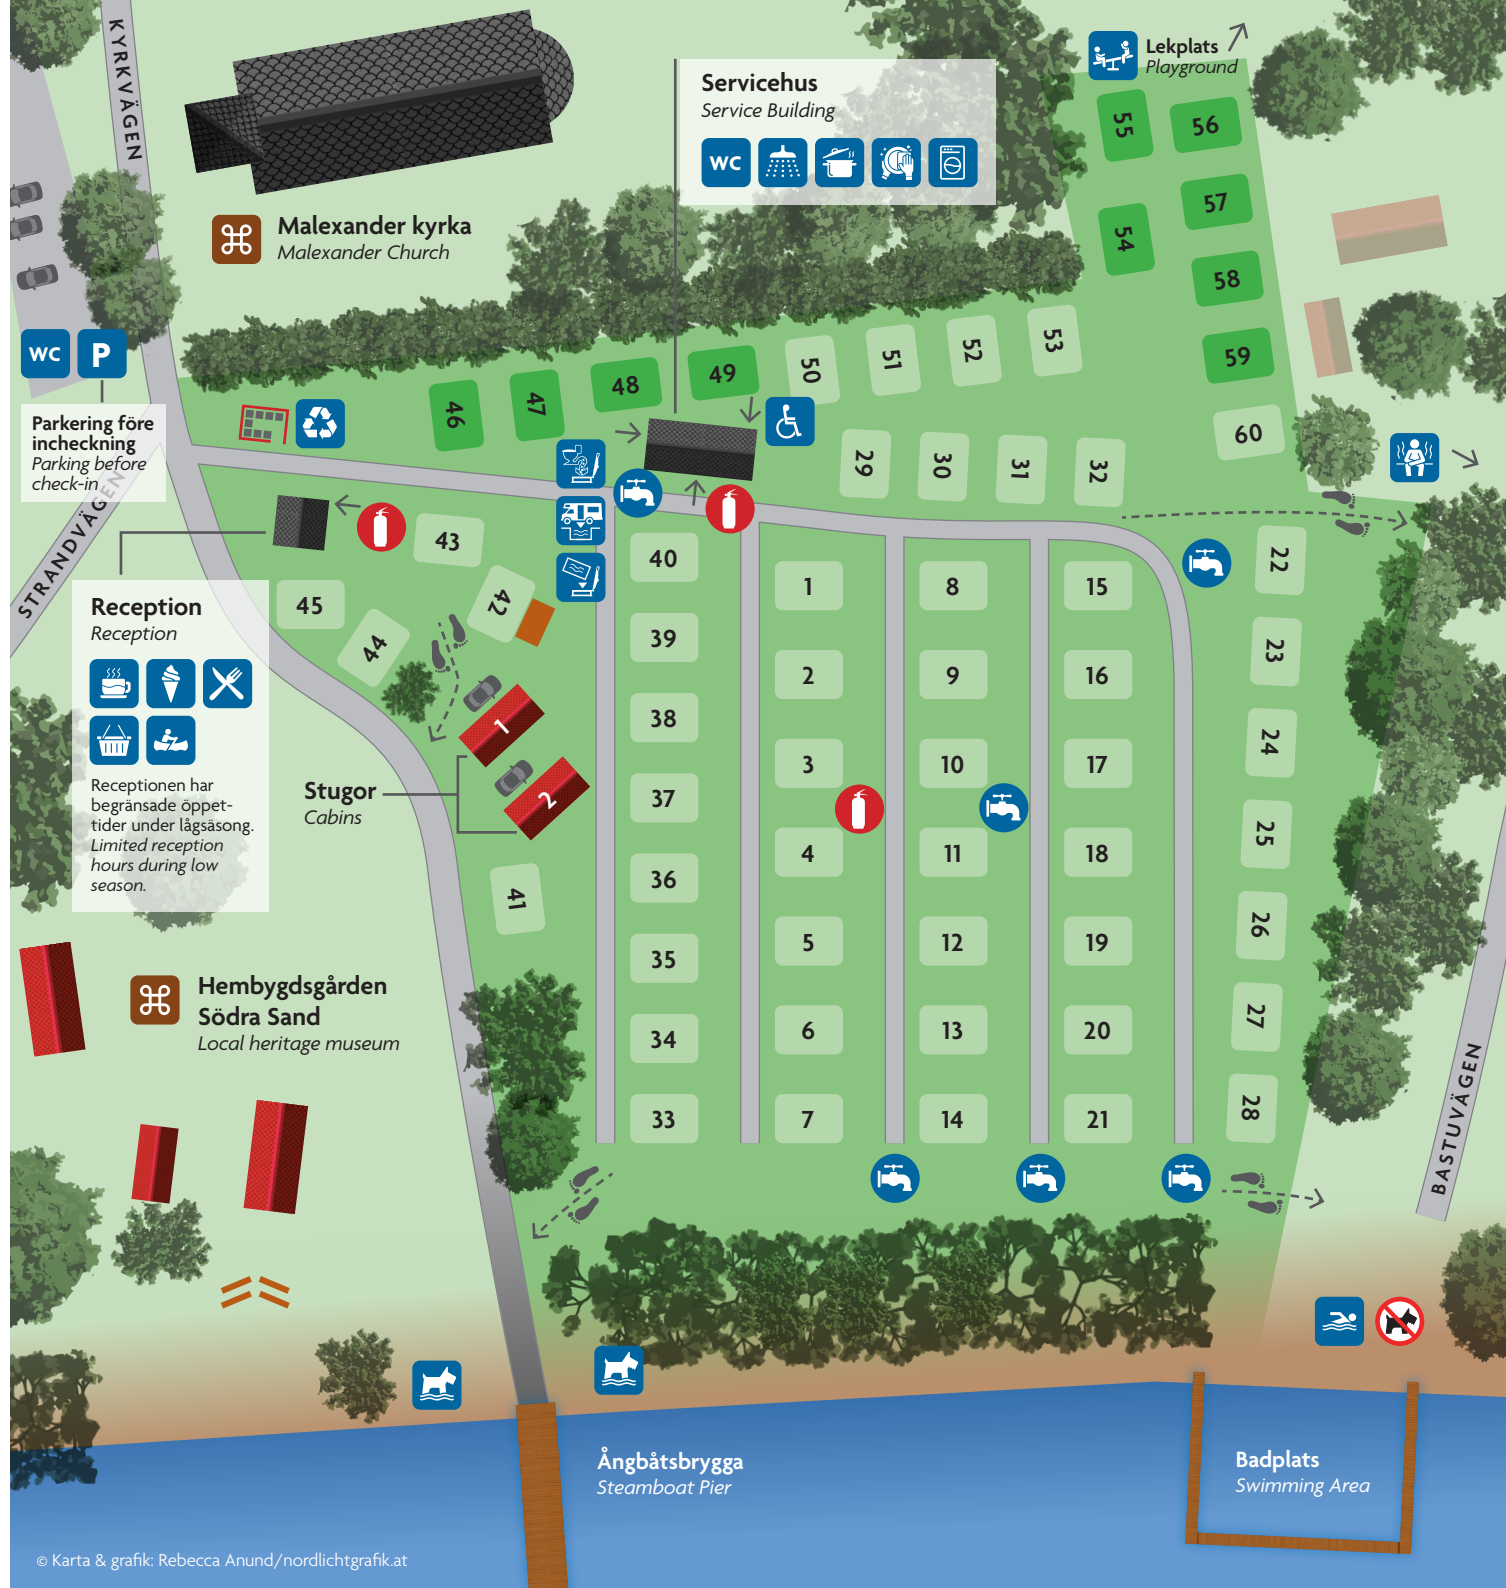 KYRKVÄGEN
Lekplats
Playground
Servicehus
Service Building
WC
Malexander kyrka
Malexander Church
WC
P
Parkering före
incheckning
Parking before
check-in
STRANDVÄGEN
55
56
57
54
58
59
60
53
52
51
50
49
48
47
46
29
30
31
32
43
42
45
44
Reception
Reception
Receptionen har
begränsade öppet-
tider under lågsäsong.
Limited reception
hours during low
season.
Stugor
Cabins
1
2
41
40
39
38
37
36
35
34
33
1
2
3
4
5
6
7
8
9
10
11
12
13
14
15
16
17
18
19
20
21
22
23
24
25
26
27
28
Hembygdsgården
Södra Sand
Local heritage museum
BASTUVÄGEN
Ångbåtsbrygga
Steamboat Pier
Badplats
Swimming Area
© Karta & grafik: Rebecca Anund/nordlichtgrafik.at